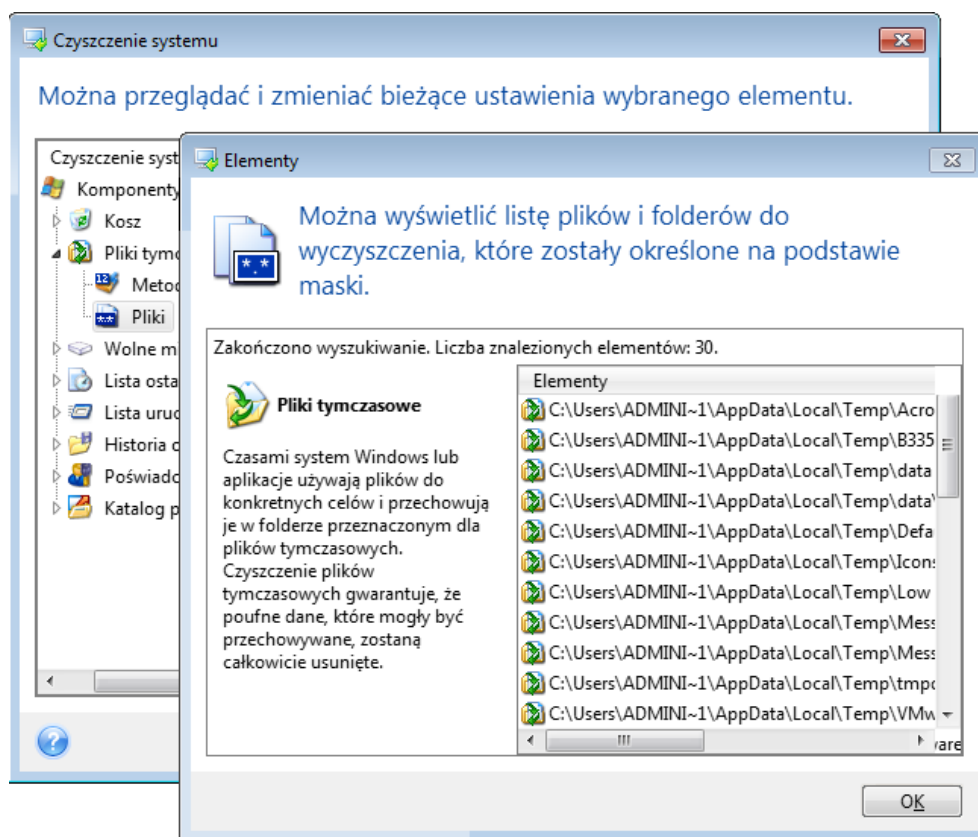 Czyszczenie systemu
Można przeglądać i zmieniać bieżące ustawienia wybranego elementu.
Czyszczenie syst
Komponenty
Kosz
Pliki tymc
Metod
Pliki
Wolne mi
Lista osta
Lista uruc
Historia
Poświadc
Katalog p
Elementy
Można wyświetlić listę plików i folderów do
wyczyszczenia, które zostały określone na podstawie
maski.
*.*
Zakończono wyszukiwanie. Liczba znalezionych elementów: 30.
Pliki tymczasowe
Czasami system Windows lub
aplikacje używają plików do
konkretnych celów i przechowują
je w folderze przeznaczonym dla
plików tymczasowych.
Czyszczenie plików
tymczasowych gwarantuje, że
poufne dane, które mogły być
przechowywane, zostaną
całkowicie usunięte.
Elementy
C:\Users\ADMINI~1\AppData\Local\Temp\Acro
C:\Users\ADMINI~1\AppData\Local\Temp\B335
C:\Users\ADMINI~1\AppData\Local\Temp\data
C:\Users\ADMINI~1\AppData\Local\Temp\data\
C:\Users\ADMINI~1\AppData\Local\Temp\Defa
C:\Users\ADMINI~1\AppData\Local\Temp\Icons
C:\Users\ADMINI~1\AppData\Local\Temp\Low
C:\Users\ADMINI~1\AppData\Local\Temp\Mess
C:\Users\ADMINI~1\AppData\Local\Temp\Mess
C:\Users\ADMINI~1\AppData\Local\Temp\tmpc
C:\Users\ADMINI~1\AppData\Local\Temp\VMw
ware
OK